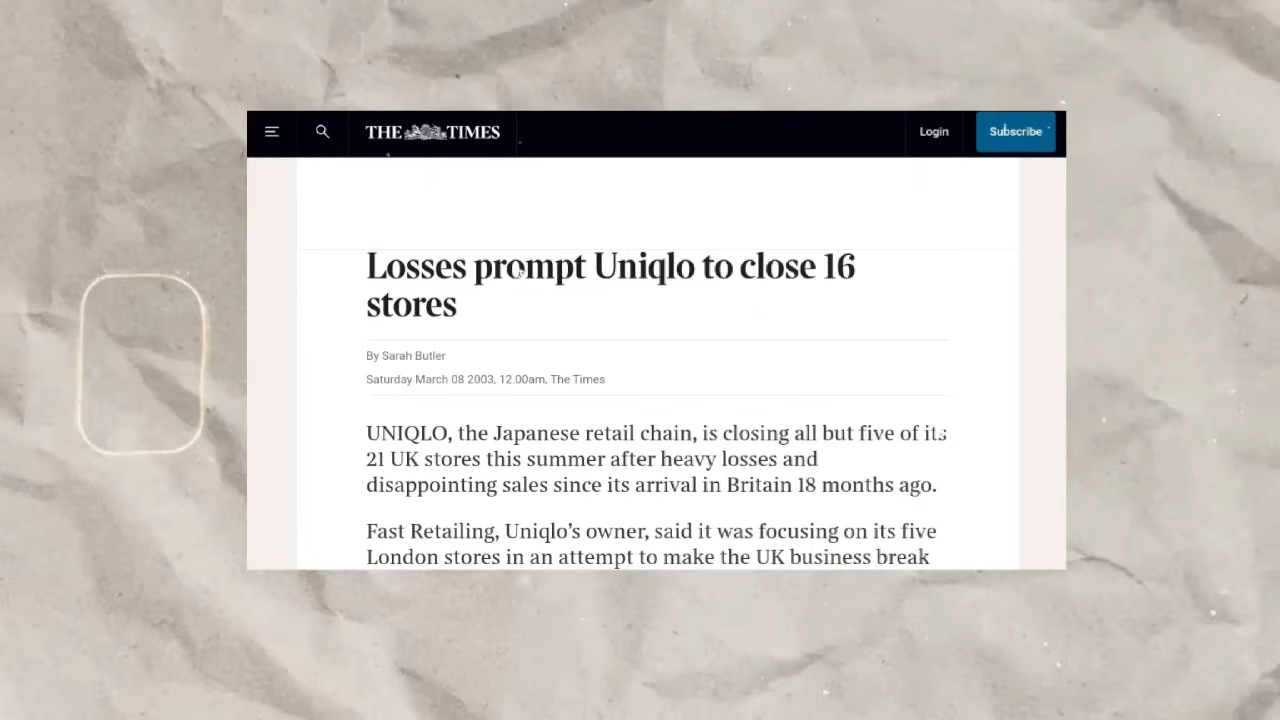 THE TIMES
Login
Subscribe
Losses prompt Uniqlo to close 16
stores
By Sarah Butler
Saturday March 08 2003, 12.00am, The Times
UNIQLO, the Japanese retail chain, is closing all but five of its
21 UK stores this summer after heavy losses and
disappointing sales since its arrival in Britain 18 months ago.
Fast Retailing, Uniqlo's owner, said it was focusing on its five
London stores in an attempt to make the UK business break